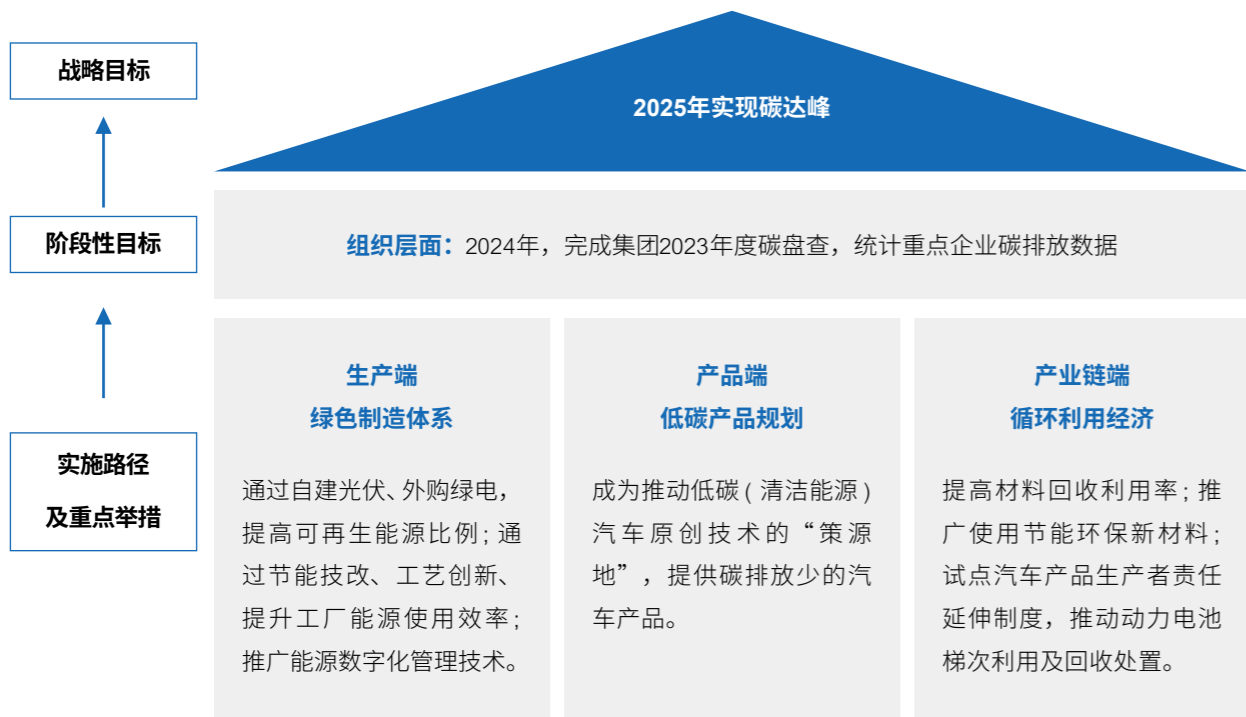 战略目标
2025年实现碳达峰
阶段性目标
组织层面：2024年，完成集团2023年度碳盘查，统计重点企业碳排放数据
实施路径
及重点举措
生产端
绿色制造体系
通过自建光伏、外购绿电，
提高可再生能源比例；通
过节能技改、工艺创新、
提升工厂能源使用效率；
推广能源数字化管理技术。
产品端
低碳产品规划
成为推动低碳（清洁能源）
汽车原创技术的“策源
地”，提供碳排放少的汽
车产品。
产业链端
循环利用经济
提高材料回收利用率；推
广使用节能环保新材料；
试点汽车产品生产者责任
延伸制度，推动动力电池
梯次利用及回收处置。